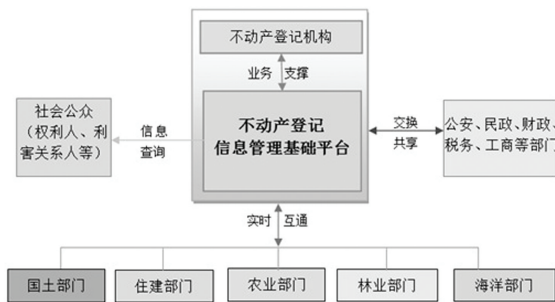 不动产登记机构
业务 支撑
社会公众
（权利人、利
害关系人等）
信息
查询
不动产登记
信息管理基础平台
交换
共享
公安、民政、财政、
税务、工商等部门
实时 互通
国土部门 住建部门 农业部门 林业部门 海洋部门